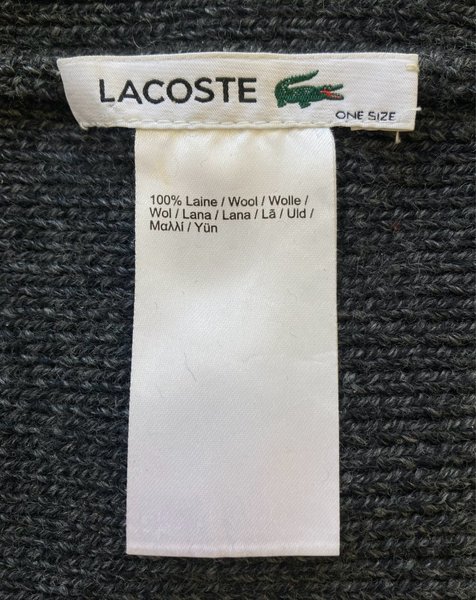 LACOSTE
ONE SIZE
100% Laine / Wool / Wolle /
Wol / Lana / Lana / Lã / Uld /
Μαλλί / Yün